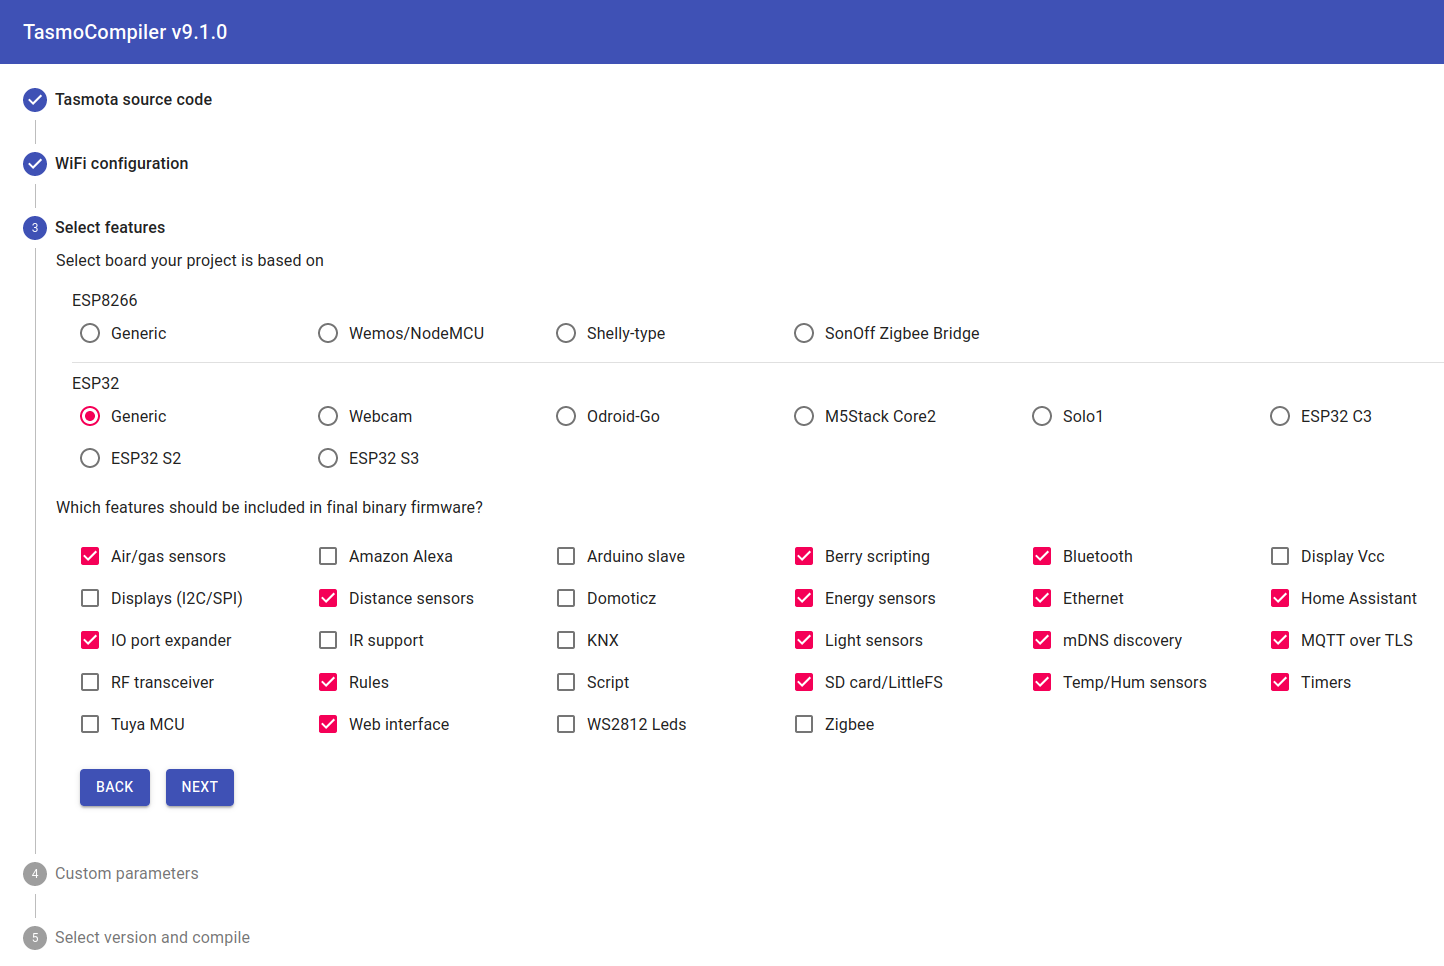 TasmoCompiler v9.1.0
Tasmota source code
WiFi configuration
3 Select features
Select board your project is based on
ESP8266
Generic Wemos/NodeMCU Shelly-type SonOff Zigbee Bridge
ESP32
Generic Webcam Odroid-Go M5Stack Core2 Solo1 ESP32 C3
ESP32 S2 ESP32 S3
Which features should be included in final binary firmware?
Air/gas sensors Amazon Alexa Arduino slave Berry scripting Bluetooth Display Vcc
Displays (I2C/SPI) Distance sensors Domoticz Energy sensors Ethernet Home Assistant
IO port expander IR support KNX Light sensors mDNS discovery MQTT over TLS
RF transceiver Rules Script SD card/LittleFS Temp/Hum sensors Timers
Tuya MCU Web interface WS2812 Leds Zigbee
BACK NEXT
4 Custom parameters
5 Select version and compile